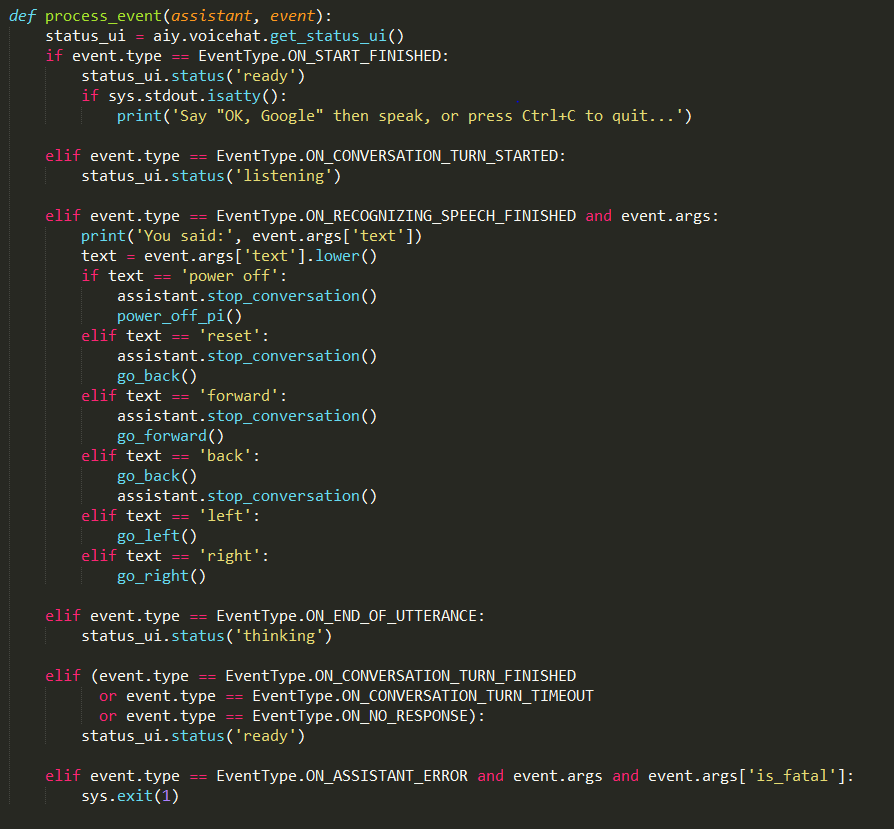 def process_event(assistant, event):
    status_ui = aiy.voicehat.get_status_ui()
    if event.type == EventType.ON_START_FINISHED:
        status_ui.status('ready')
        if sys.stdout.isatty():
            print('Say "OK, Google" then speak, or press Ctrl+C to quit...')

    elif event.type == EventType.ON_CONVERSATION_TURN_STARTED:
        status_ui.status('listening')

    elif event.type == EventType.ON_RECOGNIZING_SPEECH_FINISHED and event.args:
        print('You said:', event.args['text'])
        text = event.args['text'].lower()
        if text == 'power off':
            assistant.stop_conversation()
            power_off_pi()
        elif text == 'reset':
            assistant.stop_conversation()
            go_back()
        elif text == 'forward':
            assistant.stop_conversation()
            go_forward()
        elif text == 'back':
            go_back()
            assistant.stop_conversation()
        elif text == 'left':
            go_left()
        elif text == 'right':
            go_right()

    elif event.type == EventType.ON_END_OF_UTTERANCE:
        status_ui.status('thinking')

    elif (event.type == EventType.ON_CONVERSATION_TURN_FINISHED
          or event.type == EventType.ON_CONVERSATION_TURN_TIMEOUT
          or event.type == EventType.ON_NO_RESPONSE):
        status_ui.status('ready')

    elif event.type == EventType.ON_ASSISTANT_ERROR and event.args and event.args['is_fatal']:
        sys.exit(1)